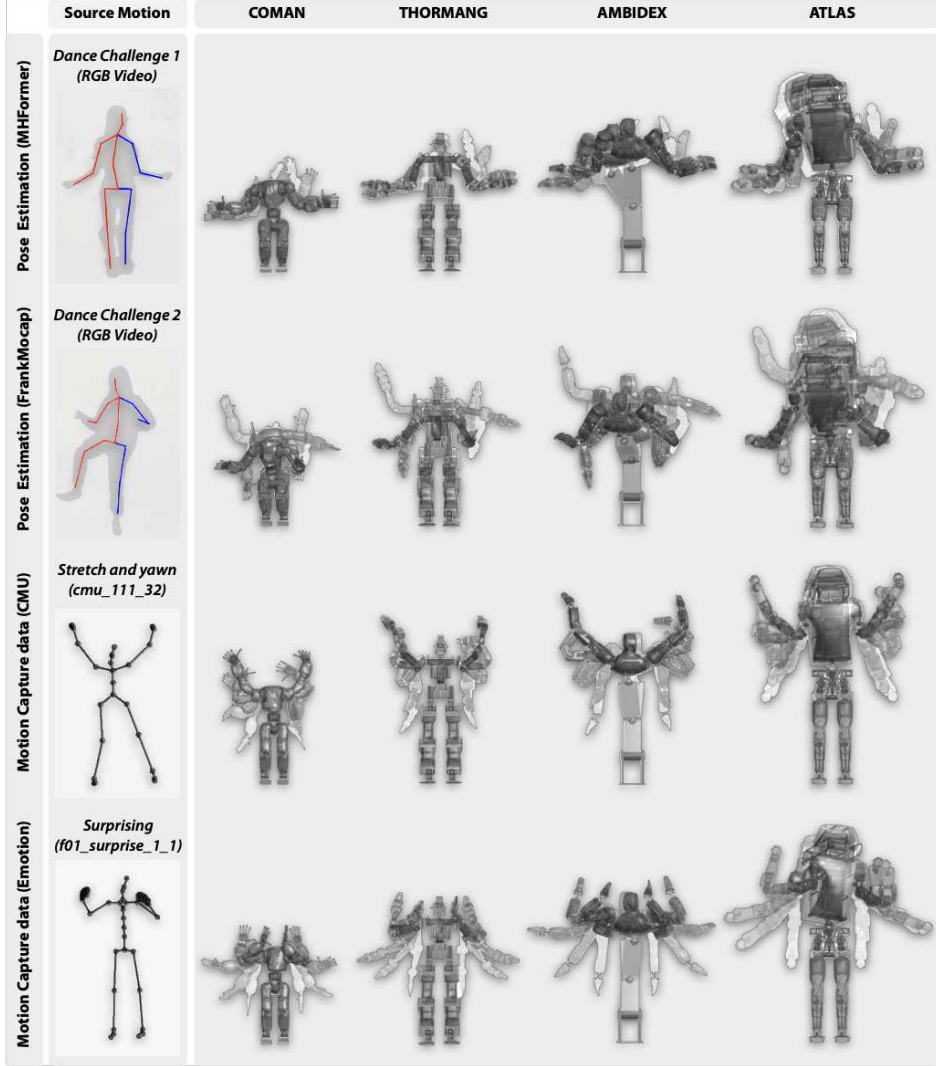 Source Motion
COMAN
THORMANG
AMBIDEX
ATLAS
Pose Estimation (MHFormer)
Dance Challenge 1
(RGB Video)
Pose Estimation (FrankMocap)
Dance Challenge 2
(RGB Video)
Motion Capture data (CMU)
Stretch and yawn
(cmu_111_32)
Motion Capture data (Emotion)
Surprising
(f01_surprise_1_1)